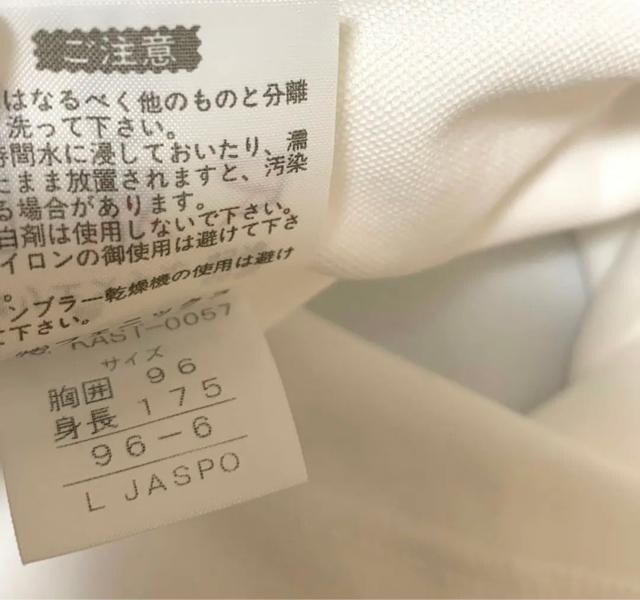 ご注意
はなるべく他のものと分離
洗って下さい。
時間水に浸しておいたり、濡
たまま放置されますと、汚染
る場合があります。
白剤は使用しないで下さい。
イロンの御使用は避けて下さ
。
ンブラー乾燥機の使用は避け
て下さい。
KAST-0057
サイズ
胸囲 96
身長 175
96-6
L JASPO